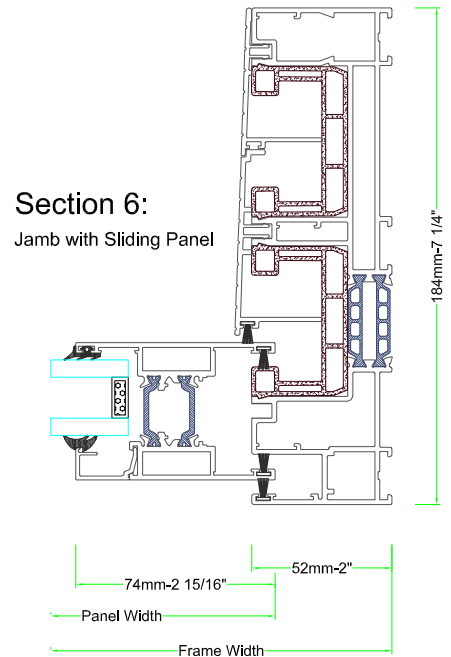 Section 6:
Jamb with Sliding Panel
184mm-7 1/4"
52mm-2"
74mm-2 15/16"
Panel Width
Frame Width